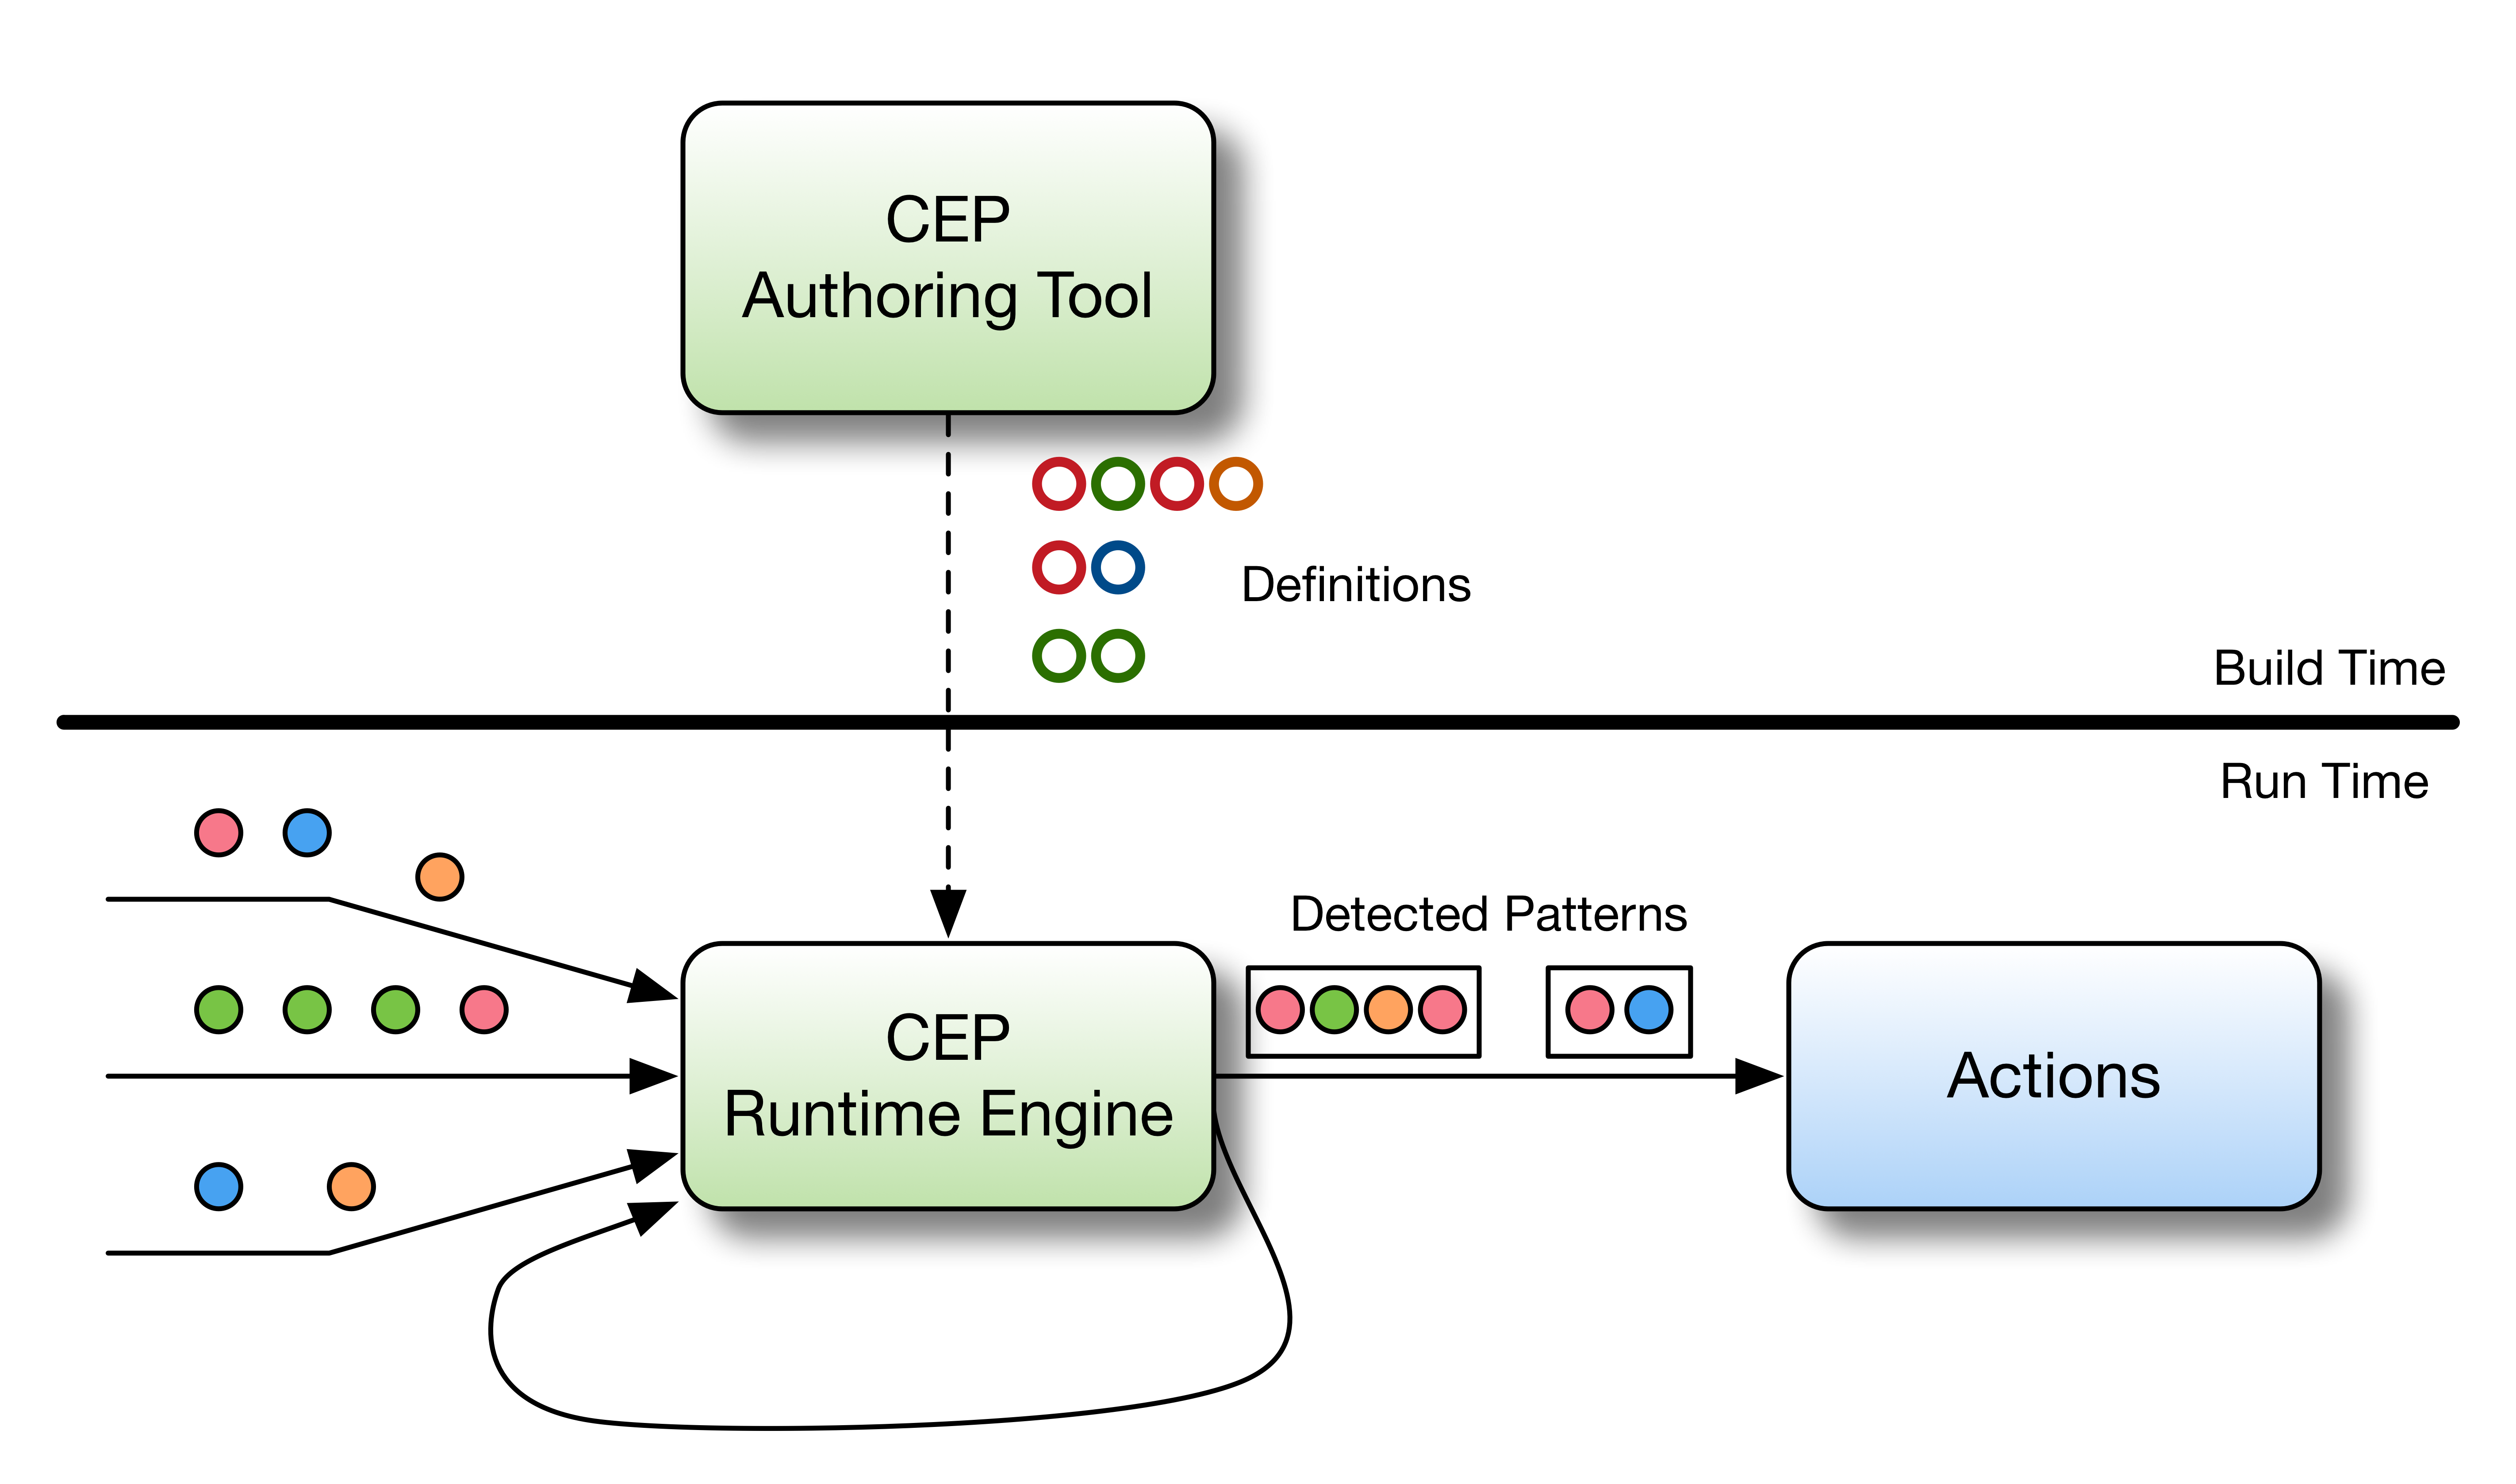 CEP
Authoring Tool
Definitions
Build Time
Run Time
Detected Patterns
CEP
Runtime Engine
Actions